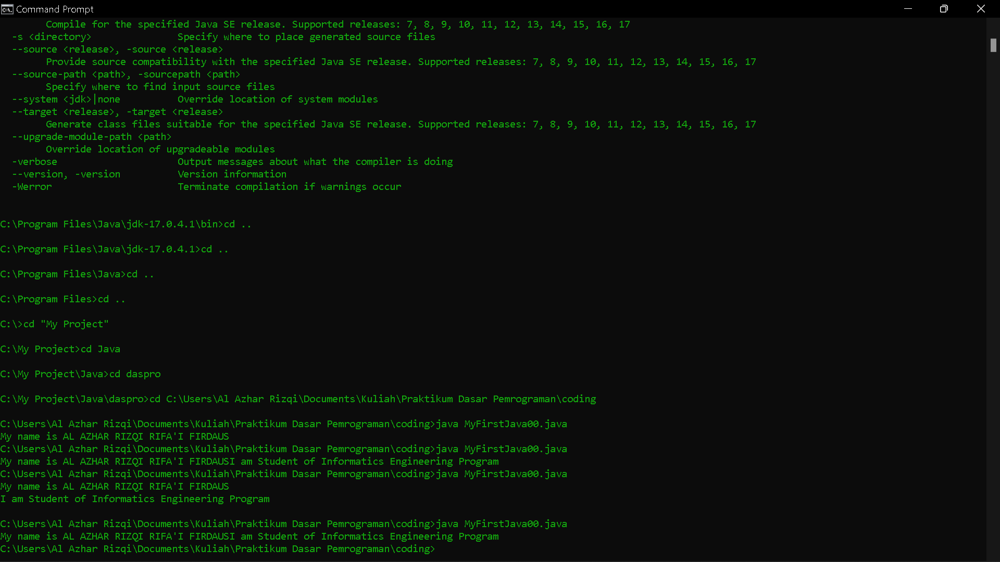 Command Prompt
Compile for the specified Java SE release. Supported releases: 7, 8, 9, 10, 11, 12, 13, 14, 15, 16, 17
-s <directory> Specify where to place generated source files
--source <release>, -source <release>
Provide source compatibility with the specified Java SE release. Supported releases: 7, 8, 9, 10, 11, 12, 13, 14, 15, 16, 17
--source-path <path>, -sourcepath <path>
Specify where to find input source files
--system <jdk>|none Override location of system modules
--target <release>, -target <release>
Generate class files suitable for the specified Java SE release. Supported releases: 7, 8, 9, 10, 11, 12, 13, 14, 15, 16, 17
--upgrade-module-path <path>
Override location of upgradeable modules
-verbose Output messages about what the compiler is doing
--version, -version Version information
-Werror Terminate compilation if warnings occur
C:\Program Files\Java\jdk-17.0.4.1\bin>cd ..
C:\Program Files\Java\jdk-17.0.4.1>cd ..
C:\Program Files\Java>cd ..
C:\Program Files>cd ..
C:\>cd "My Project"
C:\My Project>cd Java
C:\My Project\Java>cd daspro
C:\My Project\Java\daspro>cd C:\Users\Al Azhar Rizqi\Documents\Kuliah\Praktikum Dasar Pemrograman\coding
C:\Users\Al Azhar Rizqi\Documents\Kuliah\Praktikum Dasar Pemrograman\coding>java MyFirstJava00.java
My name is AL AZHAR RIZQI RIFA'I FIRDAUS
C:\Users\Al Azhar Rizqi\Documents\Kuliah\Praktikum Dasar Pemrograman\coding>java MyFirstJava00.java
My name is AL AZHAR RIZQI RIFA'I FIRDAUSI am Student of Informatics Engineering Program
C:\Users\Al Azhar Rizqi\Documents\Kuliah\Praktikum Dasar Pemrograman\coding>java MyFirstJava00.java
My name is AL AZHAR RIZQI RIFA'I FIRDAUS
I am Student of Informatics Engineering Program
C:\Users\Al Azhar Rizqi\Documents\Kuliah\Praktikum Dasar Pemrograman\coding>java MyFirstJava00.java
My name is AL AZHAR RIZQI RIFA'I FIRDAUSI am Student of Informatics Engineering Program
C:\Users\Al Azhar Rizqi\Documents\Kuliah\Praktikum Dasar Pemrograman\coding>